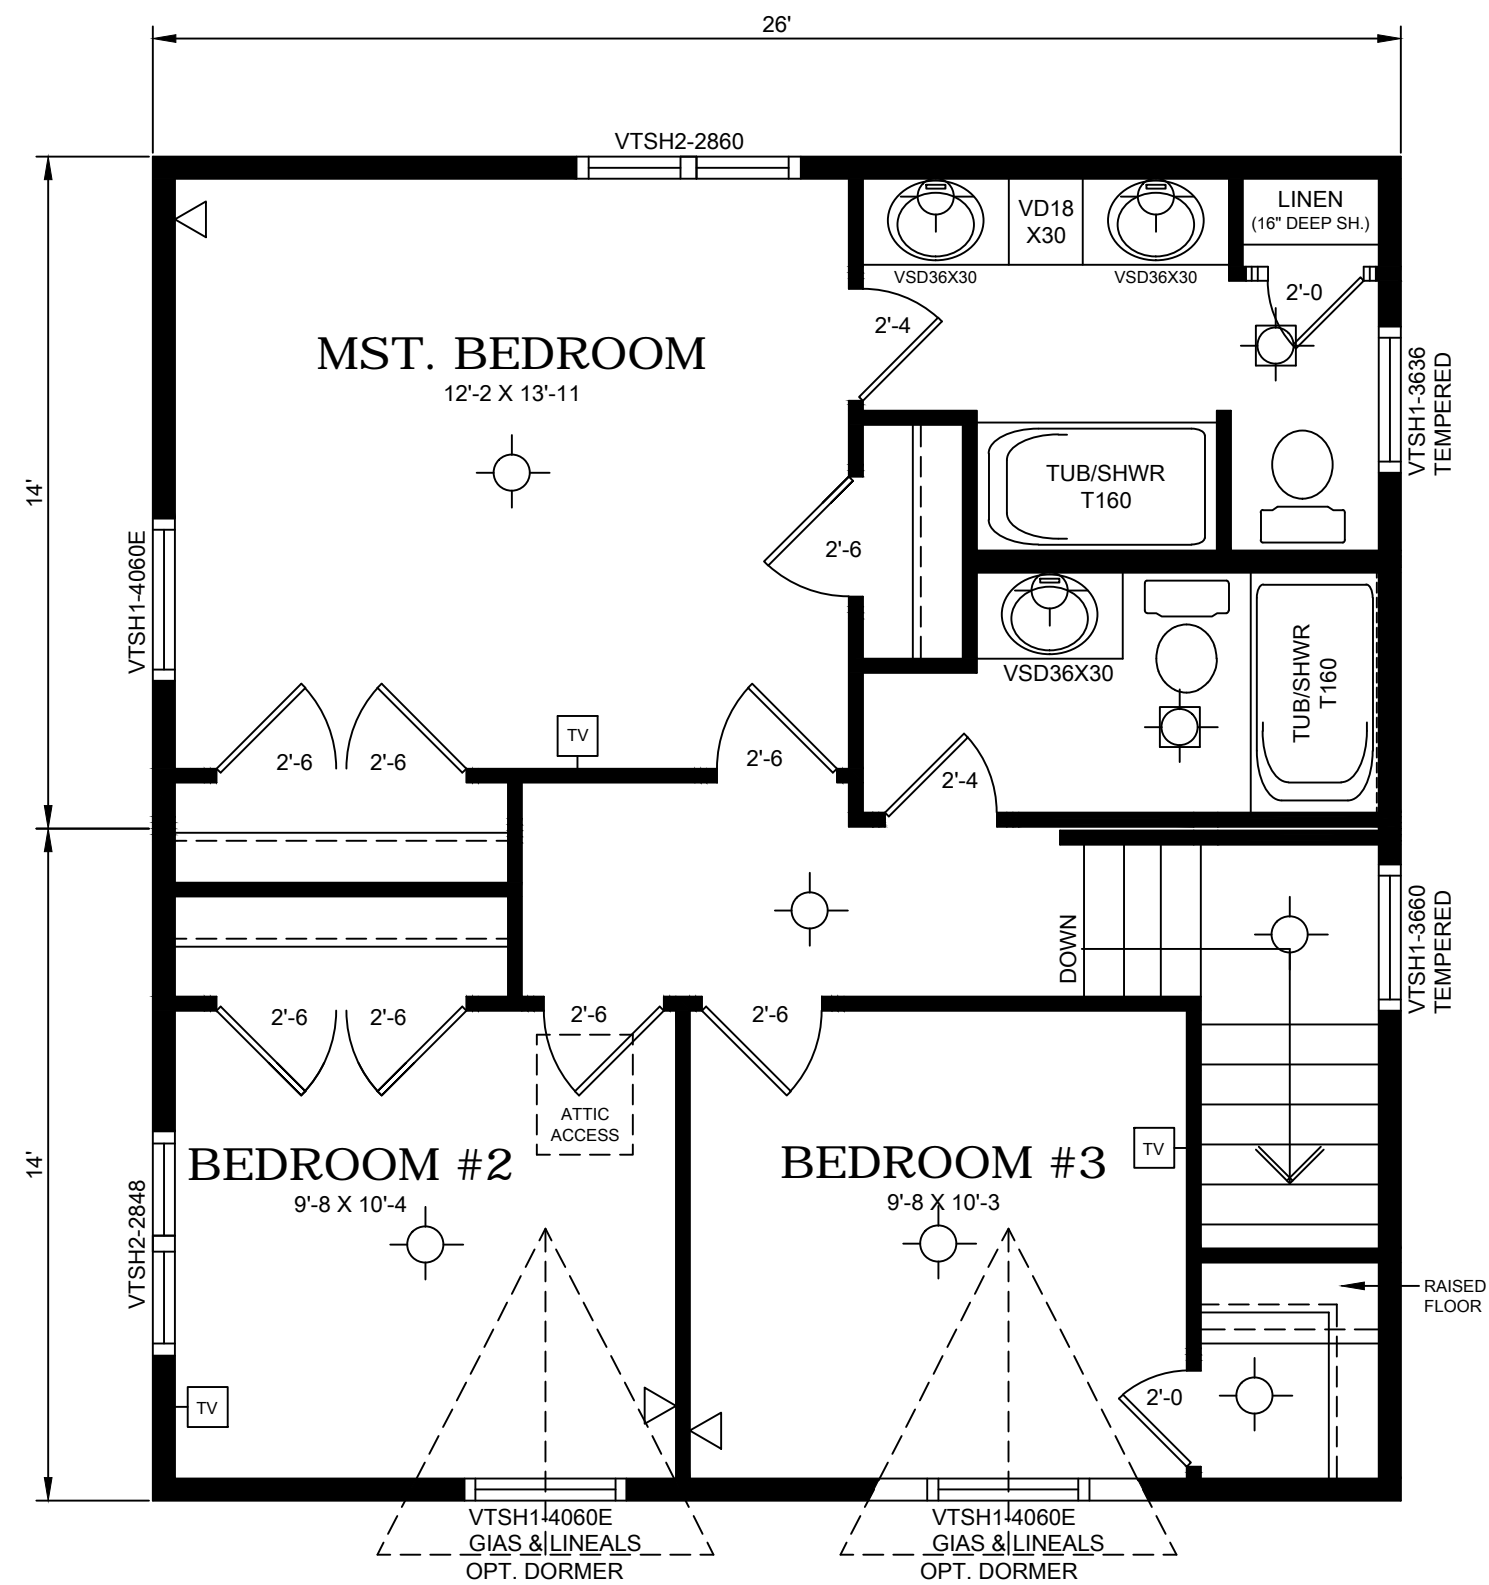 26'
VTSH2-2860
LINEN
(16" DEEP SH.)
VD18
X30
VSD36X30
VSD36X30
2'-0
2'-4
MST. BEDROOM
12'-2 X 13'-11
VTSH1-3636
TEMPERED
14'
TUB/SHWR
T160
2'-6
VTSH1-4060E
VSD36X30
TUB/SHWR
T160
TV
2'-6
2'-6
2'-6
2'-4
DOWN
VTSH1-3660
TEMPERED
2'-6
2'-6
2'-6
2'-6
ATTIC
ACCESS
14'
BEDROOM #2
9'-8 X 10'-4
BEDROOM #3
9'-8 X 10'-3
TV
VTSH2-2848
RAISED
FLOOR
TV
2'-0
VTSH1-4060E
GIAS & LINEALS
OPT. DORMER
VTSH1-4060E
GIAS & LINEALS
OPT. DORMER